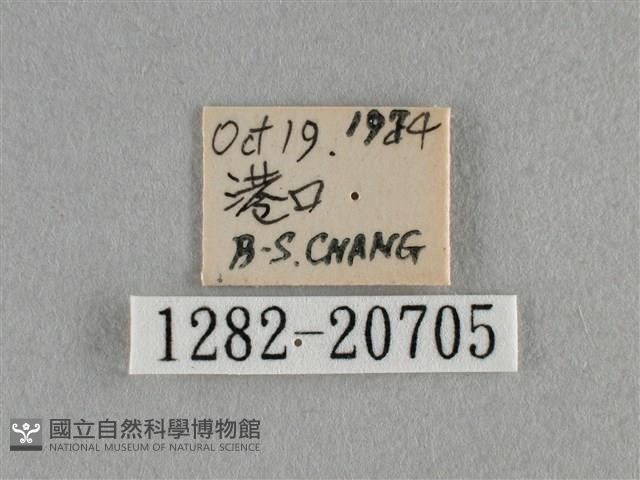 Oct 19. 1984
港口
B-S. CHANG
1282-20705
國立自然科學博物館
NATIONAL MUSEUM OF NATURAL SCIENCE